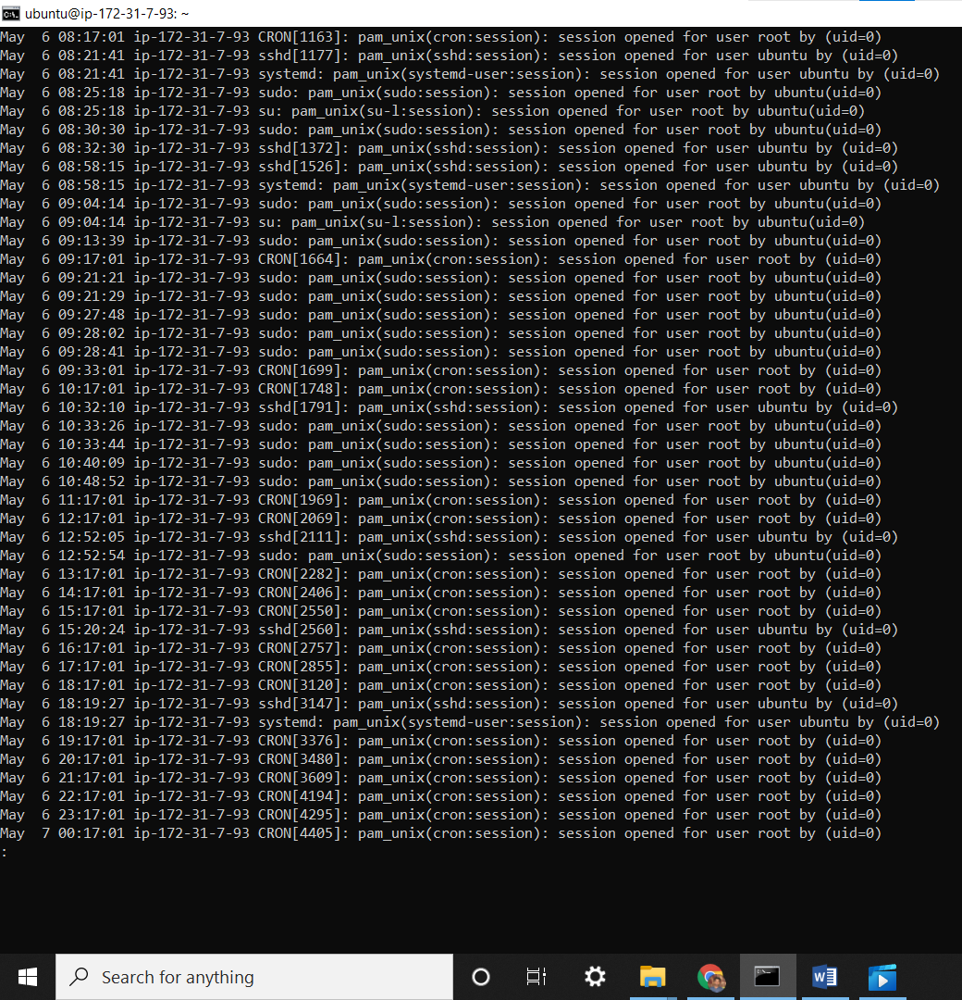 ubuntu@ip-172-31-7-93: ~
May  6 08:17:01 ip-172-31-7-93 CRON[1163]: pam_unix(cron:session): session opened for user root by (uid=0)
May  6 08:21:41 ip-172-31-7-93 sshd[1177]: pam_unix(sshd:session): session opened for user ubuntu by (uid=0)
May  6 08:21:41 ip-172-31-7-93 systemd: pam_unix(systemd-user:session): session opened for user ubuntu by (uid=0)
May  6 08:25:18 ip-172-31-7-93 sudo: pam_unix(sudo:session): session opened for user root by ubuntu(uid=0)
May  6 08:25:18 ip-172-31-7-93 su: pam_unix(su-l:session): session opened for user root by ubuntu(uid=0)
May  6 08:30:30 ip-172-31-7-93 sudo: pam_unix(sudo:session): session opened for user root by ubuntu(uid=0)
May  6 08:32:30 ip-172-31-7-93 sshd[1372]: pam_unix(sshd:session): session opened for user ubuntu by (uid=0)
May  6 08:58:15 ip-172-31-7-93 sshd[1526]: pam_unix(sshd:session): session opened for user ubuntu by (uid=0)
May  6 08:58:15 ip-172-31-7-93 systemd: pam_unix(systemd-user:session): session opened for user ubuntu by (uid=0)
May  6 09:04:14 ip-172-31-7-93 sudo: pam_unix(sudo:session): session opened for user root by ubuntu(uid=0)
May  6 09:04:14 ip-172-31-7-93 su: pam_unix(su-l:session): session opened for user root by ubuntu(uid=0)
May  6 09:13:39 ip-172-31-7-93 sudo: pam_unix(sudo:session): session opened for user root by ubuntu(uid=0)
May  6 09:17:01 ip-172-31-7-93 CRON[1664]: pam_unix(cron:session): session opened for user root by (uid=0)
May  6 09:21:21 ip-172-31-7-93 sudo: pam_unix(sudo:session): session opened for user root by ubuntu(uid=0)
May  6 09:21:29 ip-172-31-7-93 sudo: pam_unix(sudo:session): session opened for user root by ubuntu(uid=0)
May  6 09:27:48 ip-172-31-7-93 sudo: pam_unix(sudo:session): session opened for user root by ubuntu(uid=0)
May  6 09:28:02 ip-172-31-7-93 sudo: pam_unix(sudo:session): session opened for user root by ubuntu(uid=0)
May  6 09:28:41 ip-172-31-7-93 sudo: pam_unix(sudo:session): session opened for user root by ubuntu(uid=0)
May  6 09:33:01 ip-172-31-7-93 CRON[1699]: pam_unix(cron:session): session opened for user root by (uid=0)
May  6 10:17:01 ip-172-31-7-93 CRON[1748]: pam_unix(cron:session): session opened for user root by (uid=0)
May  6 10:32:10 ip-172-31-7-93 sshd[1791]: pam_unix(sshd:session): session opened for user ubuntu by (uid=0)
May  6 10:33:26 ip-172-31-7-93 sudo: pam_unix(sudo:session): session opened for user root by ubuntu(uid=0)
May  6 10:33:44 ip-172-31-7-93 sudo: pam_unix(sudo:session): session opened for user root by ubuntu(uid=0)
May  6 10:40:09 ip-172-31-7-93 sudo: pam_unix(sudo:session): session opened for user root by ubuntu(uid=0)
May  6 10:48:52 ip-172-31-7-93 sudo: pam_unix(sudo:session): session opened for user root by ubuntu(uid=0)
May  6 11:17:01 ip-172-31-7-93 CRON[1969]: pam_unix(cron:session): session opened for user root by (uid=0)
May  6 12:17:01 ip-172-31-7-93 CRON[2069]: pam_unix(cron:session): session opened for user root by (uid=0)
May  6 12:52:05 ip-172-31-7-93 sshd[2111]: pam_unix(sshd:session): session opened for user ubuntu by (uid=0)
May  6 12:52:54 ip-172-31-7-93 sudo: pam_unix(sudo:session): session opened for user root by ubuntu(uid=0)
May  6 13:17:01 ip-172-31-7-93 CRON[2282]: pam_unix(cron:session): session opened for user root by (uid=0)
May  6 14:17:01 ip-172-31-7-93 CRON[2406]: pam_unix(cron:session): session opened for user root by (uid=0)
May  6 15:17:01 ip-172-31-7-93 CRON[2550]: pam_unix(cron:session): session opened for user root by (uid=0)
May  6 15:20:24 ip-172-31-7-93 sshd[2560]: pam_unix(sshd:session): session opened for user ubuntu by (uid=0)
May  6 16:17:01 ip-172-31-7-93 CRON[2757]: pam_unix(cron:session): session opened for user root by (uid=0)
May  6 17:17:01 ip-172-31-7-93 CRON[2855]: pam_unix(cron:session): session opened for user root by (uid=0)
May  6 18:17:01 ip-172-31-7-93 CRON[3120]: pam_unix(cron:session): session opened for user root by (uid=0)
May  6 18:19:27 ip-172-31-7-93 sshd[3147]: pam_unix(sshd:session): session opened for user ubuntu by (uid=0)
May  6 18:19:27 ip-172-31-7-93 systemd: pam_unix(systemd-user:session): session opened for user ubuntu by (uid=0)
May  6 19:17:01 ip-172-31-7-93 CRON[3376]: pam_unix(cron:session): session opened for user root by (uid=0)
May  6 20:17:01 ip-172-31-7-93 CRON[3480]: pam_unix(cron:session): session opened for user root by (uid=0)
May  6 21:17:01 ip-172-31-7-93 CRON[3609]: pam_unix(cron:session): session opened for user root by (uid=0)
May  6 22:17:01 ip-172-31-7-93 CRON[4194]: pam_unix(cron:session): session opened for user root by (uid=0)
May  6 23:17:01 ip-172-31-7-93 CRON[4295]: pam_unix(cron:session): session opened for user root by (uid=0)
May  7 00:17:01 ip-172-31-7-93 CRON[4405]: pam_unix(cron:session): session opened for user root by (uid=0)
:
Search for anything